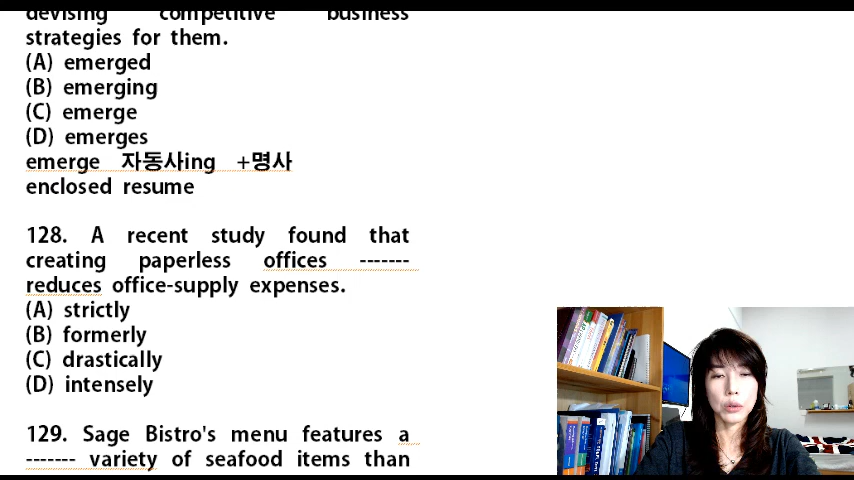 devising competitive business
strategies for them.
(A) emerged
(B) emerging
(C) emerge
(D) emerges
emerge 자동사ing +명사
enclosed resume
128. A recent study found that
creating paperless offices -------
reduces office-supply expenses.
(A) strictly
(B) formerly
(C) drastically
(D) intensely
129. Sage Bistro's menu features a
------- variety of seafood items than